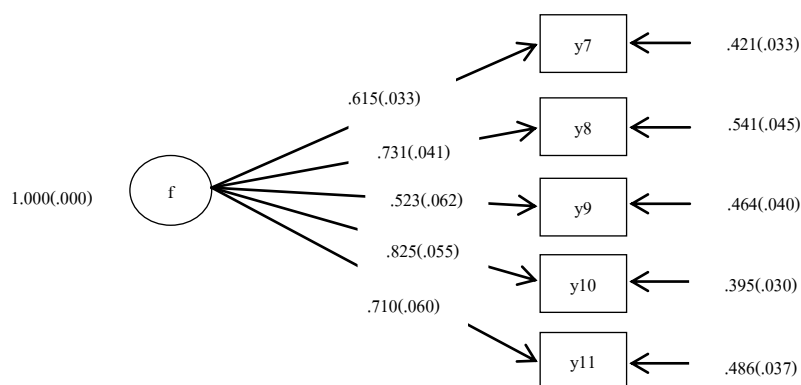 y7
.421(.033)
.615(.033)
y8
.541(.045)
.731(.041)
1.000(.000)
f
.523(.062)
y9
.464(.040)
.825(.055)
y10
.395(.030)
.710(.060)
y11
.486(.037)